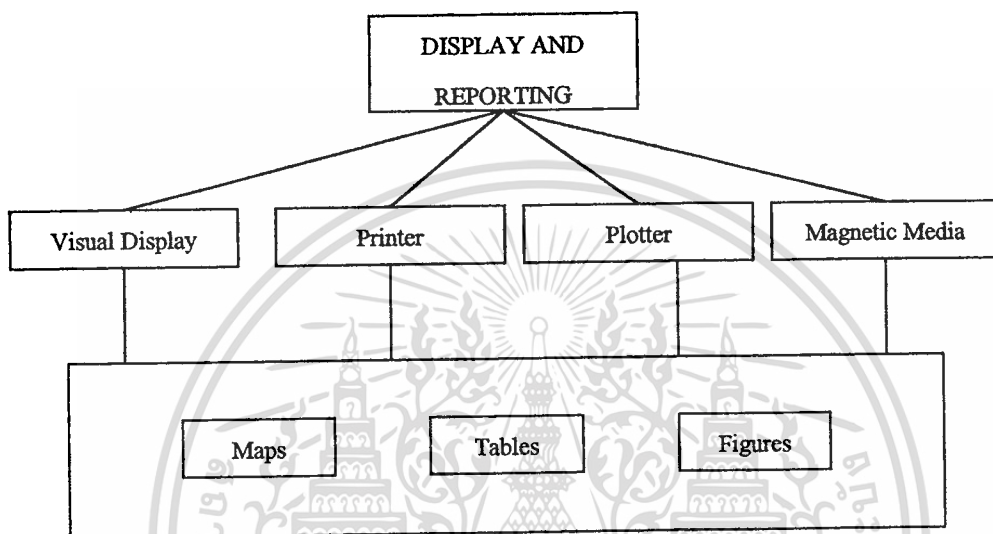 DISPLAY AND
REPORTING
Visual Display
Printer
Plotter
Magnetic Media
Maps
Tables
Figures